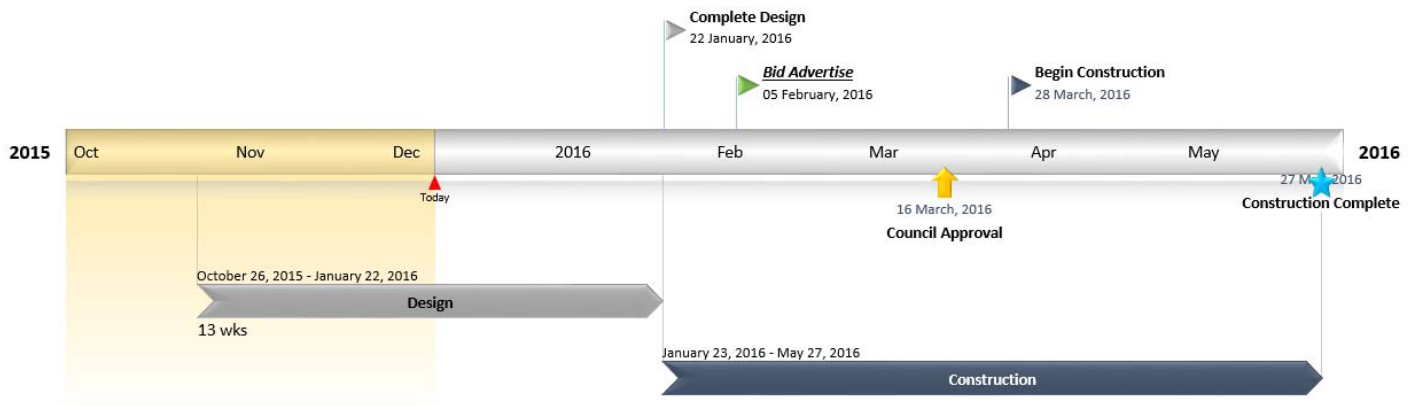 Complete Design
22 January, 2016
Bid Advertise
05 February, 2016
Begin Construction
28 March, 2016
2015 Oct Nov Dec 2016 Feb Mar Apr May 2016
Today
16 March, 2016
Council Approval
27 2016
Construction Complete
October 26, 2015 - January 22, 2016
Design
13 wks
January 23, 2016 - May 27, 2016
Construction